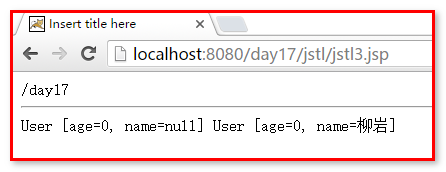 Insert title here
localhost:8080/day17/jstl/jstl3.jsp
/day17
User [age=0, name=null] User [age=0, name=柳岩]